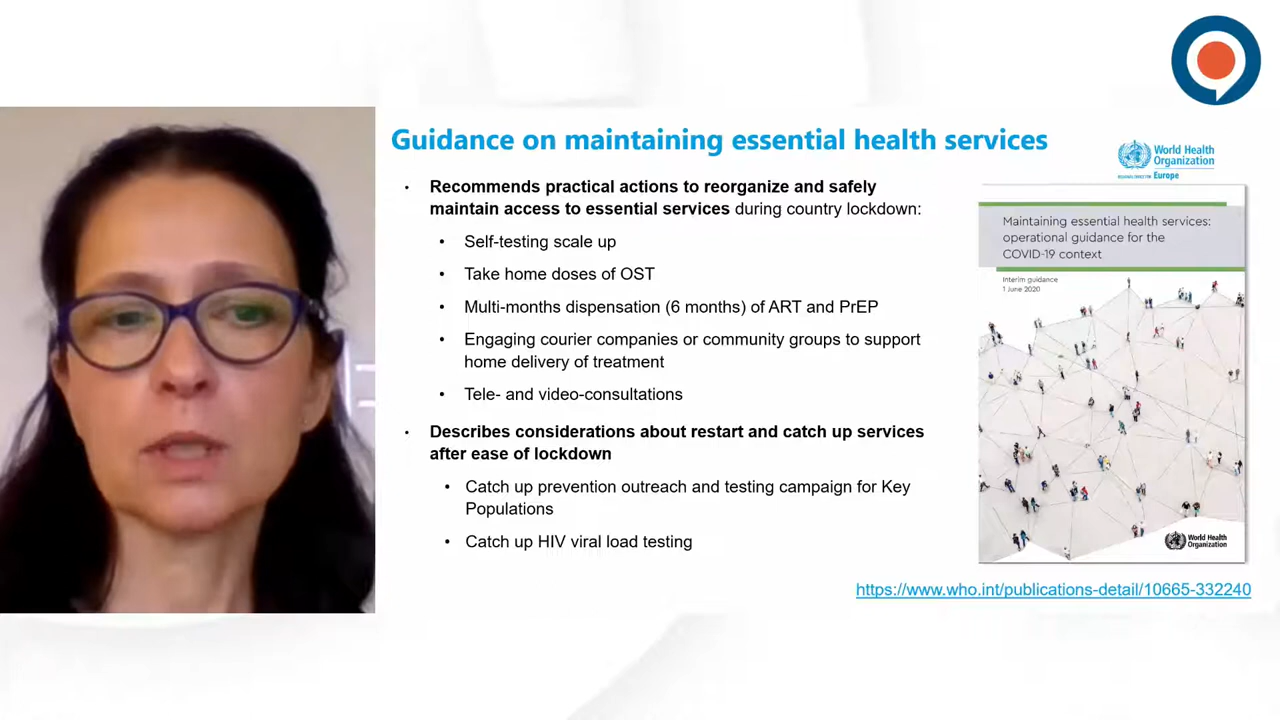 Guidance on maintaining essential health services
World Health
Organization
Europe
• Recommends practical actions to reorganize and safely
maintain access to essential services during country lockdown:
• Self-testing scale up
• Take home doses of OST
• Multi-months dispensation (6 months) of ART and PrEP
• Engaging courier companies or community groups to support
home delivery of treatment
• Tele- and video-consultations
• Describes considerations about restart and catch up services
after ease of lockdown
• Catch up prevention outreach and testing campaign for Key
Populations
• Catch up HIV viral load testing
Maintaining essential health services:
operational guidance for the
COVID-19 context
Interim guidance
1 June 2020
World Health
Organization
https://www.who.int/publications-detail/10665-332240